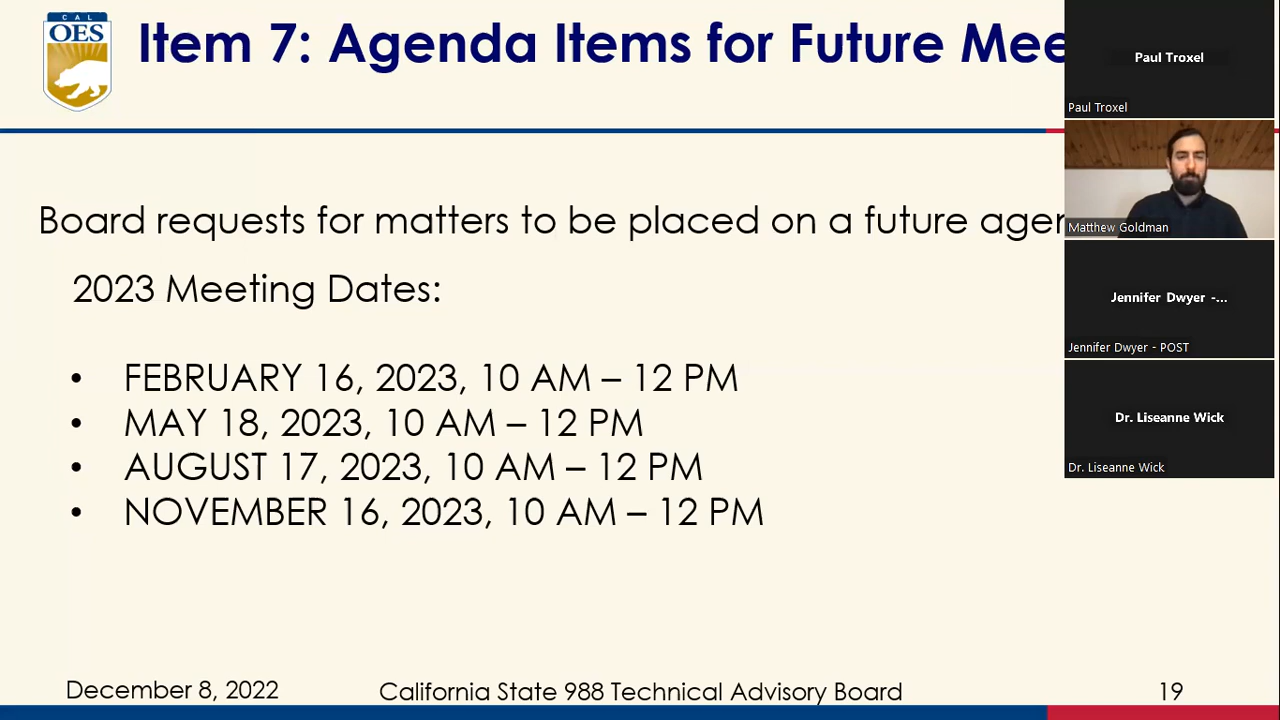 CAL
OES
Item 7: Agenda Items for Future Mee
Board requests for matters to be placed on a future agen
2023 Meeting Dates:
• FEBRUARY 16, 2023, 10 AM – 12 PM
• MAY 18, 2023, 10 AM – 12 PM
• AUGUST 17, 2023, 10 AM – 12 PM
• NOVEMBER 16, 2023, 10 AM – 12 PM
December 8, 2022
California State 988 Technical Advisory Board
19
Paul Troxel
Paul Troxel
Matthew Goldman
Jennifer Dwyer -...
Jennifer Dwyer - POST
Dr. Liseanne Wick
Dr. Liseanne Wick